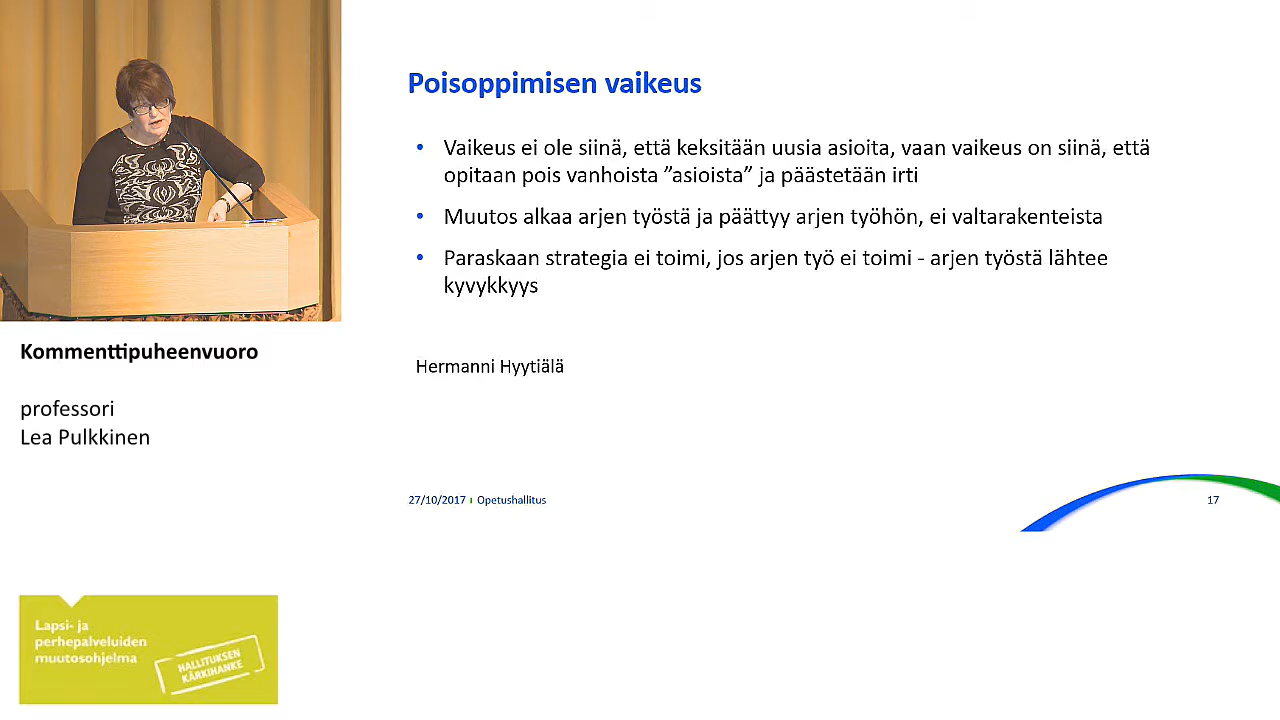 Poisoppimisen vaikeus
• Vaikeus ei ole siinä, että keksitään uusia asioita, vaan vaikeus on siinä, että
opitaan pois vanhoista ”asioista” ja päästetään irti
• Muutos alkaa arjen työstä ja päättyy arjen työhön, ei valtarakenteista
• Paraskaan strategia ei toimi, jos arjen työ ei toimi - arjen työstä lähtee
kyvykkyys
Hermanni Hyytiälä
27/10/2017 Opetushallitus
17
Kommenttipuheenvuoro
professori
Lea Pulkkinen
Lapsi- ja
perhepalveluiden
muutosohjelma
HALLITUKSEN
KÄRKIHANKE